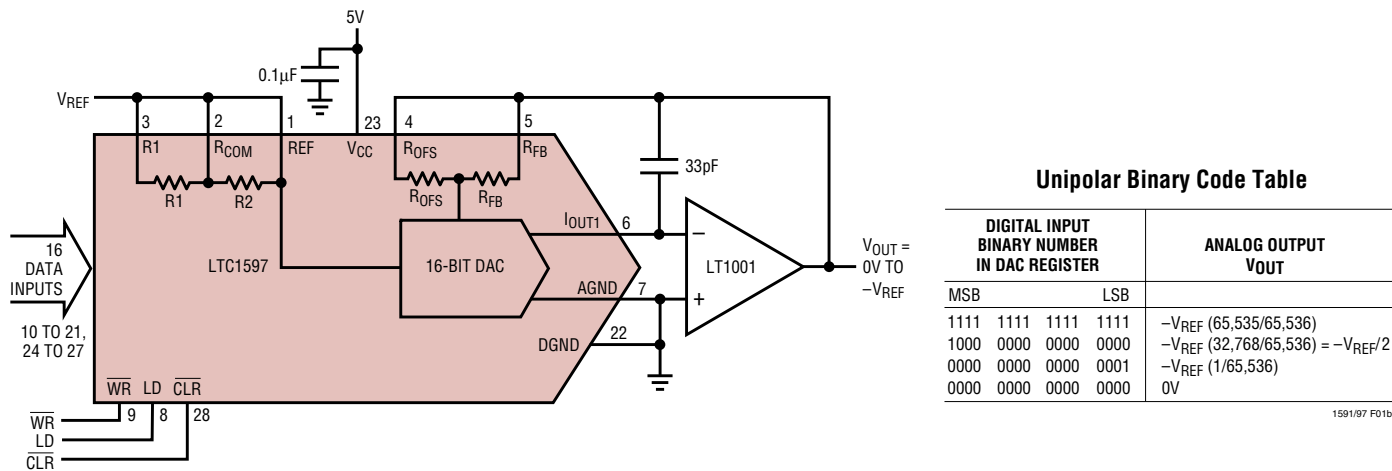 5V
0.1µF
VREF
3
2
1
23
4
5
R1
RCOM
REF
VCC
ROFS
RFB
33pF
R1
R2
ROFS
RFB
IOUT1
6
16
DATA
INPUTS
LTC1597
16-BIT DAC
LT1001
VOUT =
0V TO
–VREF
AGND
7
10 TO 21,
24 TO 27
DGND
22
WR LD CLR
WR
9
8
28
LD
CLR
Unipolar Binary Code Table
DIGITAL INPUT
BINARY NUMBER
IN DAC REGISTER
ANALOG OUTPUT
VOUT
MSB LSB
1111 1111 1111 1111 –VREF (65,535/65,536)
1000 0000 0000 0000 –VREF (32,768/65,536) = –VREF/2
0000 0000 0000 0001 –VREF (1/65,536)
0000 0000 0000 0000 0V
1591/97 F01b
–
+